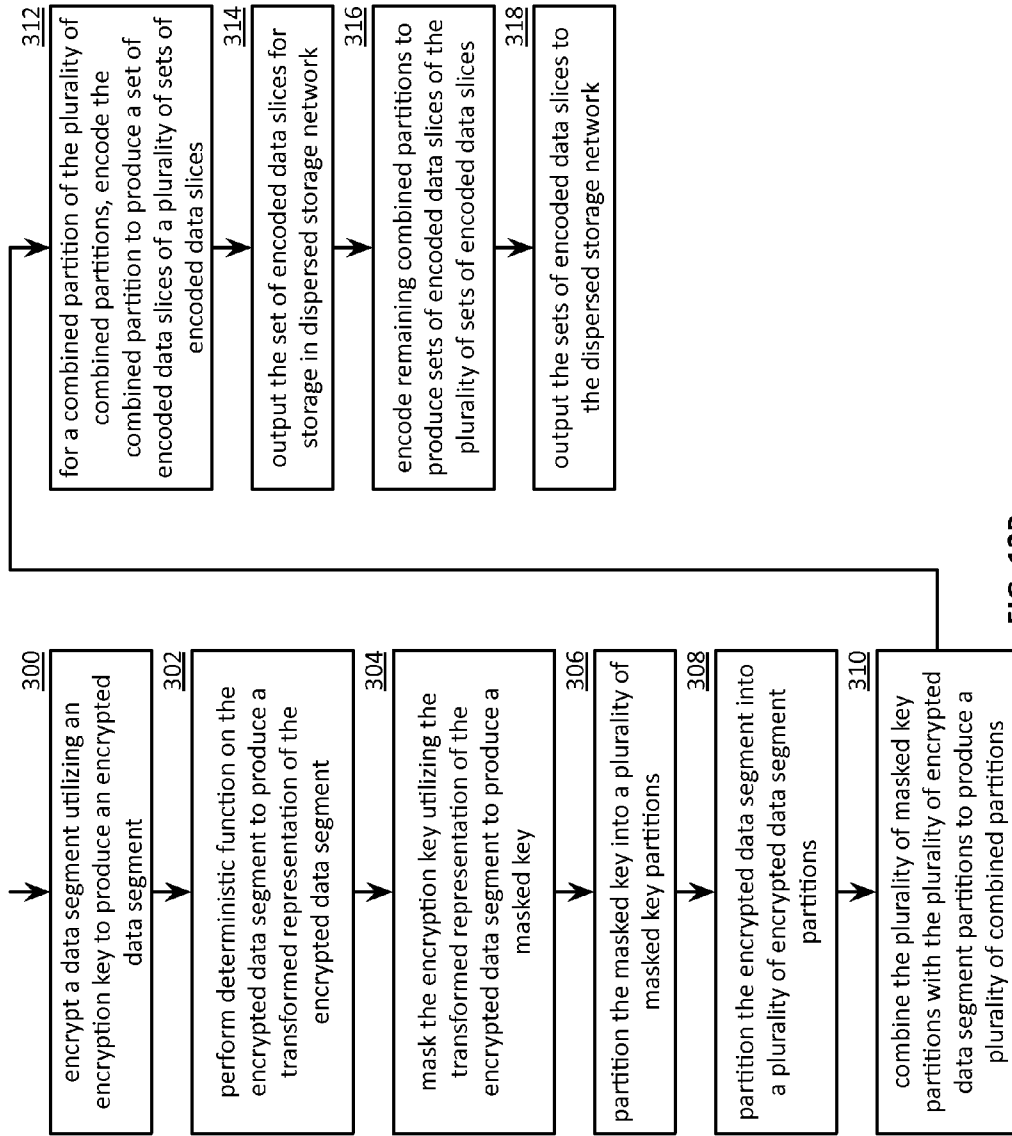 300
encrypt a data segment utilizing an
encryption key to produce an encrypted
data segment
302
perform deterministic function on the
encrypted data segment to produce a
transformed representation of the
encrypted data segment
304
mask the encryption key utilizing the
transformed representation of the
encrypted data segment to produce a
masked key
306
partition the masked key into a plurality of
masked key partitions
308
partition the encrypted data segment into
a plurality of encrypted data segment
partitions
310
combine the plurality of masked key
partitions with the plurality of encrypted
data segment partitions to produce a
plurality of combined partitions
312
for a combined partition of the plurality of
combined partitions, encode the
combined partition to produce a set of
encoded data slices of a plurality of sets of
encoded data slices
314
output the set of encoded data slices for
storage in dispersed storage network
316
encode remaining combined partitions to
produce sets of encoded data slices of the
plurality of sets of encoded data slices
318
output the sets of encoded data slices to
the dispersed storage network